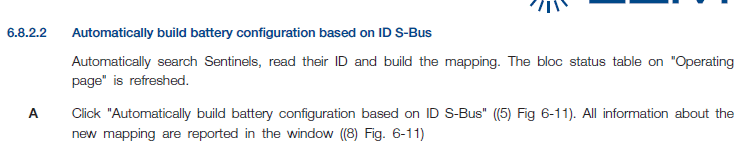 6.8.2.2 Automatically build battery configuration based on ID S-Bus
Automatically search Sentinels, read their ID and build the mapping. The bloc status table on "Operating
page" is refreshed.
A Click "Automatically build battery configuration based on ID S-Bus" ((5) Fig 6-11). All information about the
new mapping are reported in the window ((8) Fig. 6-11)